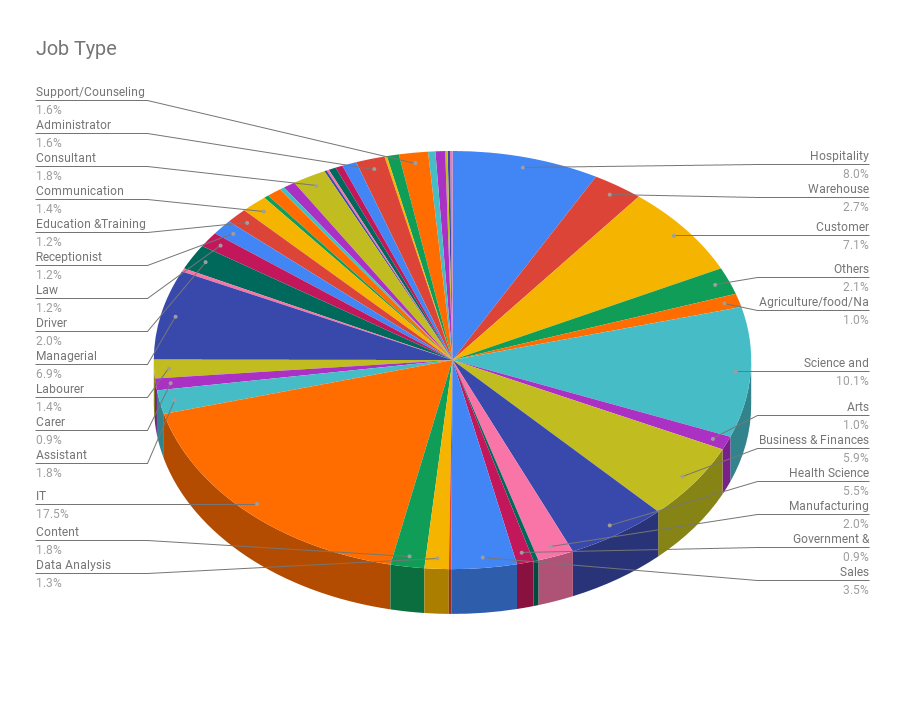 Job Type
Support/Counseling
1.6%
Administrator
1.6%
Consultant
1.8%
Communication
1.4%
Education &Training
1.2%
Receptionist
1.2%
Law
1.2%
Driver
2.0%
Managerial
6.9%
Labourer
1.4%
Carer
0.9%
Assistant
1.8%
IT
17.5%
Content
1.8%
Data Analysis
1.3%
Hospitality
8.0%
Warehouse
2.7%
Customer
7.1%
Others
2.1%
Agriculture/food/Na
1.0%
Science and
10.1%
Arts
1.0%
Business & Finances
5.9%
Health Science
5.5%
Manufacturing
2.0%
Government &
0.9%
Sales
3.5%